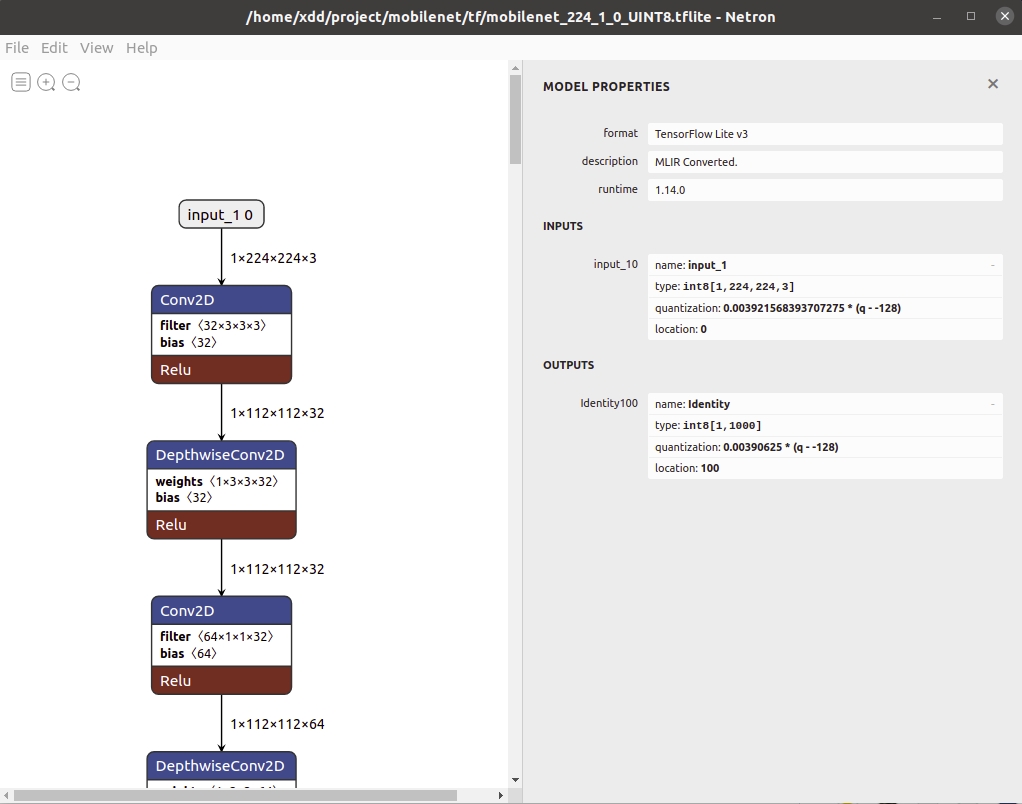 /home/xdd/project/mobilenet/tf/mobilenet_224_1_0_UINT8.tflite - Netron
File Edit View Help
input_1 0
1×224×224×3
Conv2D
filter 〈32×3×3×3〉
bias 〈32〉
Relu
1×112×112×32
DepthwiseConv2D
weights 〈1×3×3×32〉
bias 〈32〉
Relu
1×112×112×32
Conv2D
filter 〈64×1×1×32〉
bias 〈64〉
Relu
1×112×112×64
DepthwiseConv2D
MODEL PROPERTIES
format TensorFlow Lite v3
description MLIR Converted.
runtime 1.14.0
INPUTS
input_10 name: input_1 -
type: int8[1,224,224,3]
quantization: 0.003921568393707275 * (q - -128)
location: 0
OUTPUTS
Identity100 name: Identity -
type: int8[1,1000]
quantization: 0.00390625 * (q - -128)
location: 100